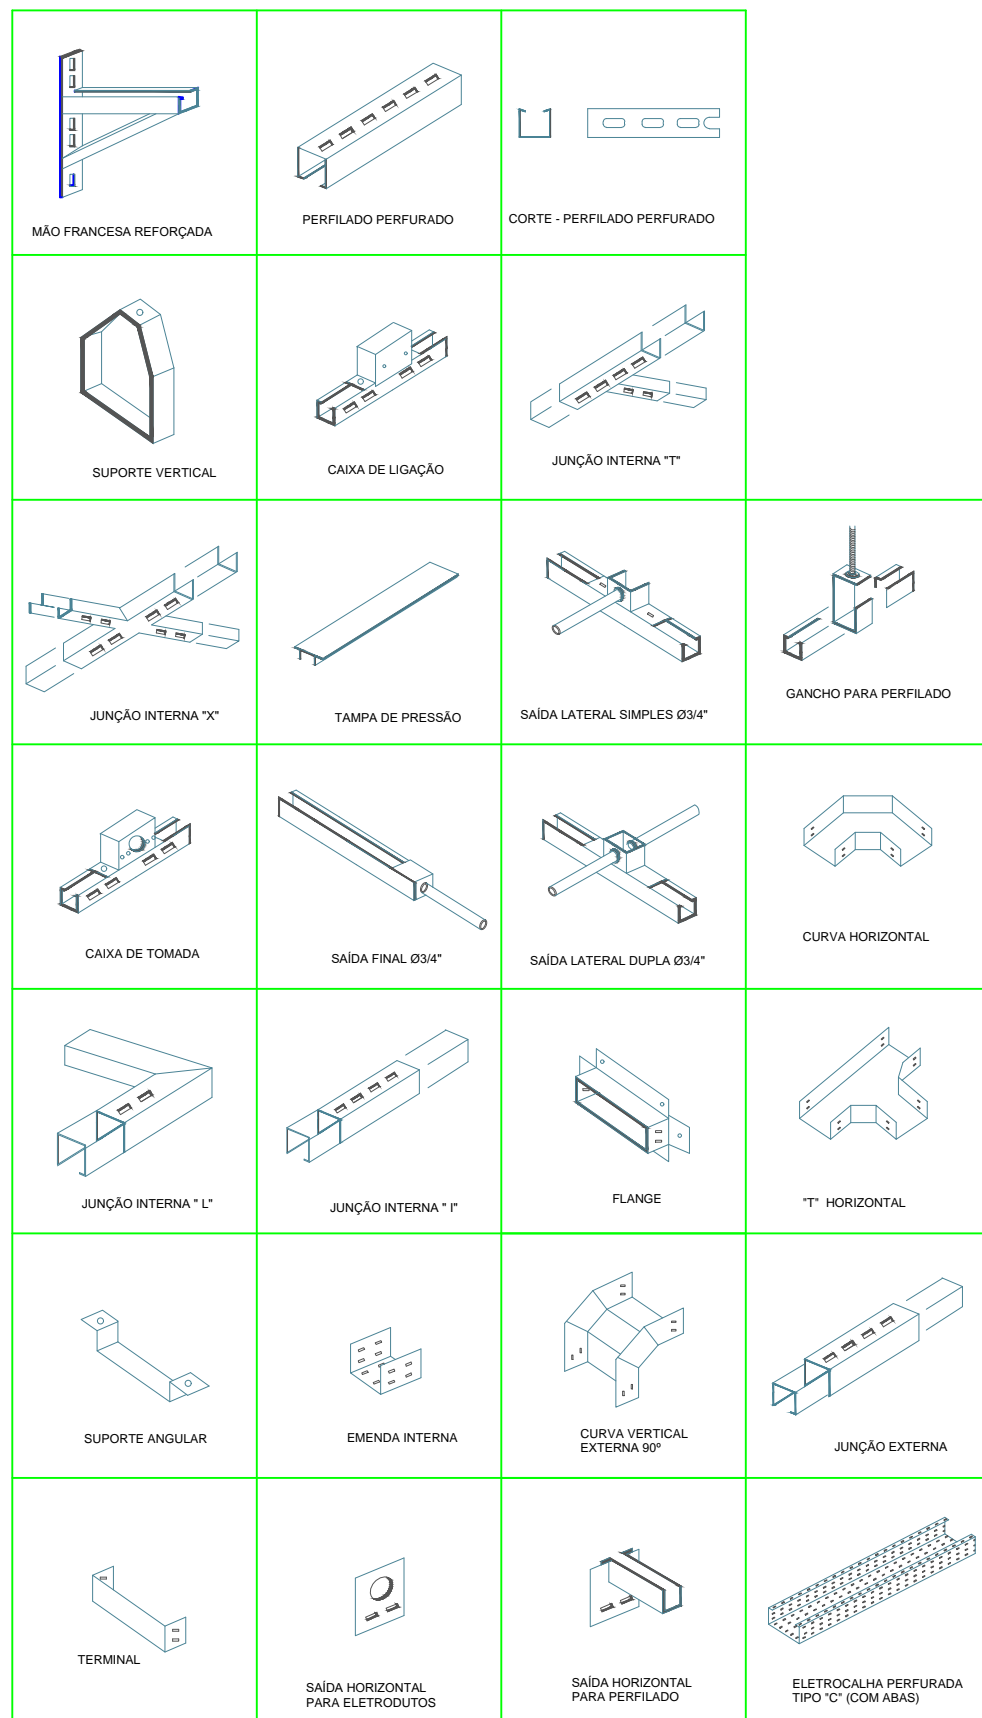 MÃO FRANCESA REFORÇADA
PERFILADO PERFURADO
CORTE - PERFILADO PERFURADO
SUPORTE VERTICAL
CAIXA DE LIGAÇÃO
JUNÇÃO INTERNA "T"
JUNÇÃO INTERNA "X"
TAMPA DE PRESSÃO
SAÍDA LATERAL SIMPLES Ø3/4"
GANCHO PARA PERFILADO
CAIXA DE TOMADA
SAÍDA FINAL Ø3/4"
SAÍDA LATERAL DUPLA Ø3/4"
CURVA HORIZONTAL
JUNÇÃO INTERNA " L"
JUNÇÃO INTERNA " I"
FLANGE
"T" HORIZONTAL
SUPORTE ANGULAR
EMENDA INTERNA
CURVA VERTICAL
EXTERNA 90º
JUNÇÃO EXTERNA
TERMINAL
SAÍDA HORIZONTAL
PARA ELETRODUTOS
SAÍDA HORIZONTAL
PARA PERFILADO
ELETROCALHA PERFURADA
TIPO "C" (COM ABAS)